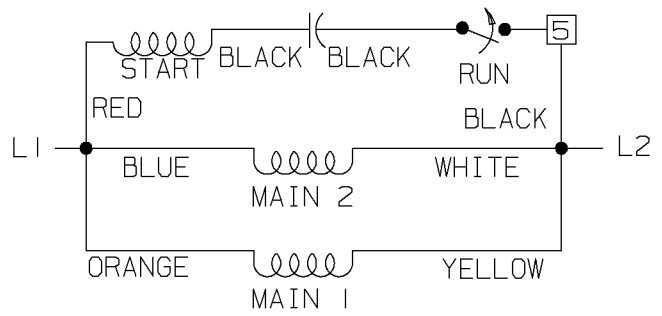 5
START
BLACK
BLACK
RUN
RED
BLACK
L1
BLUE
WHITE
L2
MAIN 2
ORANGE
YELLOW
MAIN 1